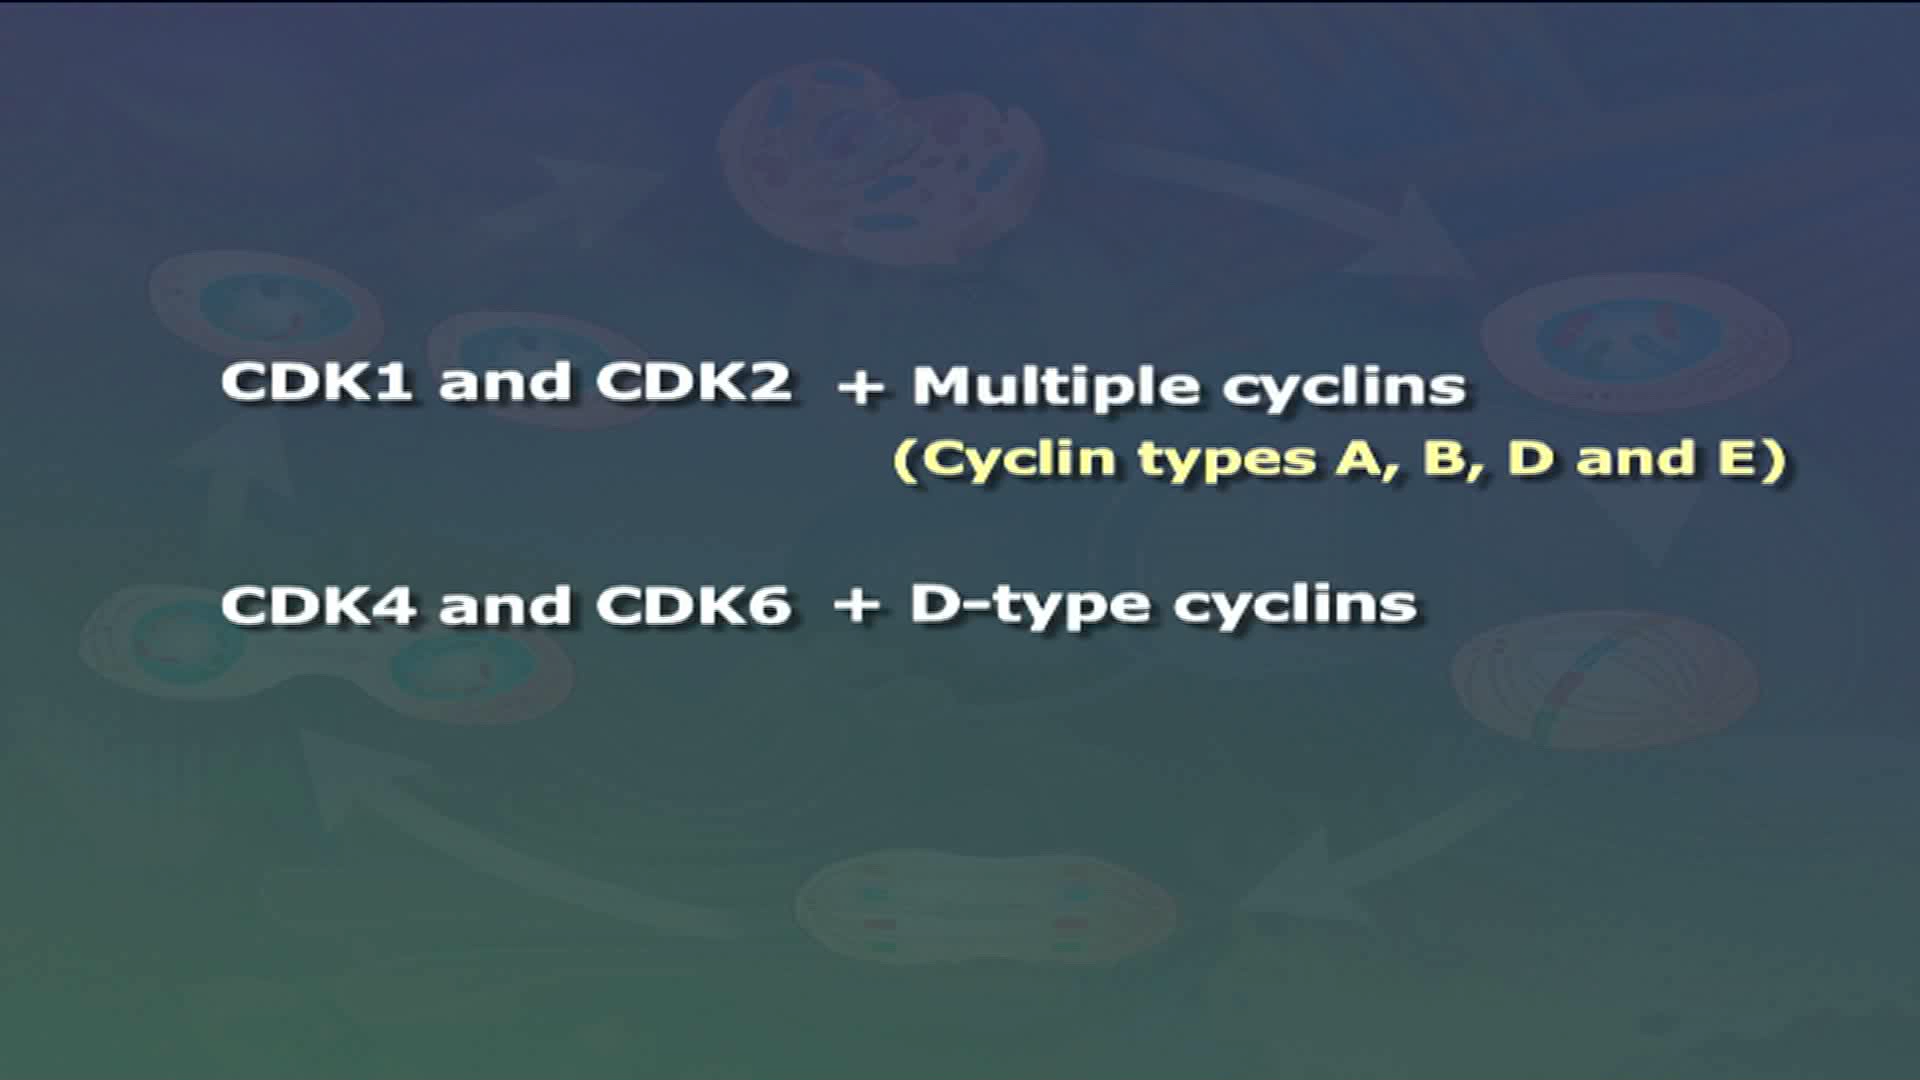 CDK1 and CDK2 + Multiple cyclins
(Cyclin types A, B, D and E)
CDK4 and CDK6 + D-type cyclins